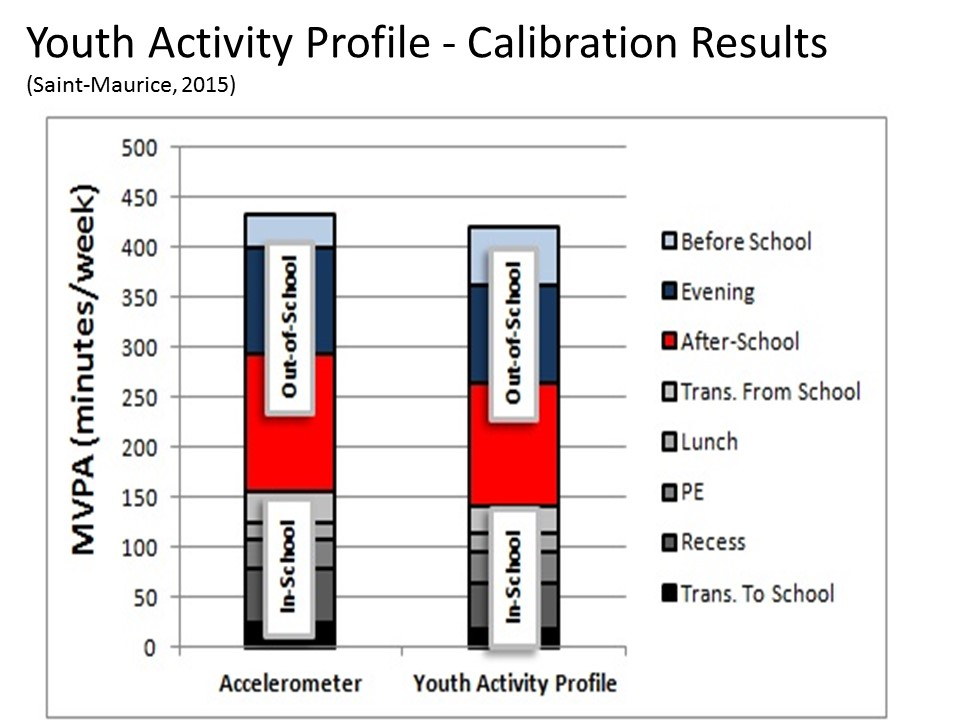 Youth Activity Profile - Calibration Results
(Saint-Maurice, 2015)
MVPA (minutes/week)
500
450
400
350
300
250
200
150
100
50
0
Out-of-School
In-School
Out-of-School
In-School
Accelerometer
Youth Activity Profile
Before School
Evening
After-School
Trans. From School
Lunch
PE
Recess
Trans. To School